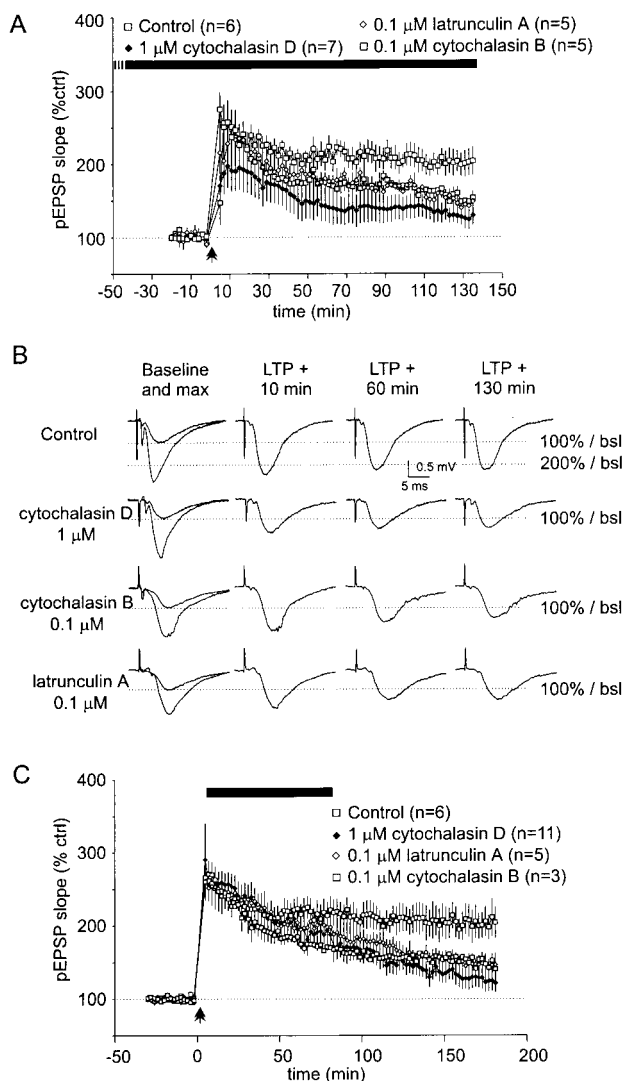 A
Control (n=6)
0.1 µM latrunculin A (n=5)
1 µM cytochalasin D (n=7)
0.1 µM cytochalasin B (n=5)
pEPSP slope (%ctrl)
400
300
200
100
-50 -30 -10 10 30 50 70 90 110 130 150
time (min)
B
Baseline and max
LTP + 10 min
LTP + 60 min
LTP + 130 min
Control
100% / bsl
200% / bsl
0.5 mV
5 ms
cytochalasin D
1 µM
100% / bsl
cytochalasin B
0.1 µM
100% / bsl
latrunculin A
0.1 µM
100% / bsl
C
pEPSP slope (% ctrl)
400
300
200
100
Control (n=6)
1 µM cytochalasin D (n=11)
0.1 µM latrunculin A (n=5)
0.1 µM cytochalasin B (n=3)
-50 0 50 100 150 200
time (min)